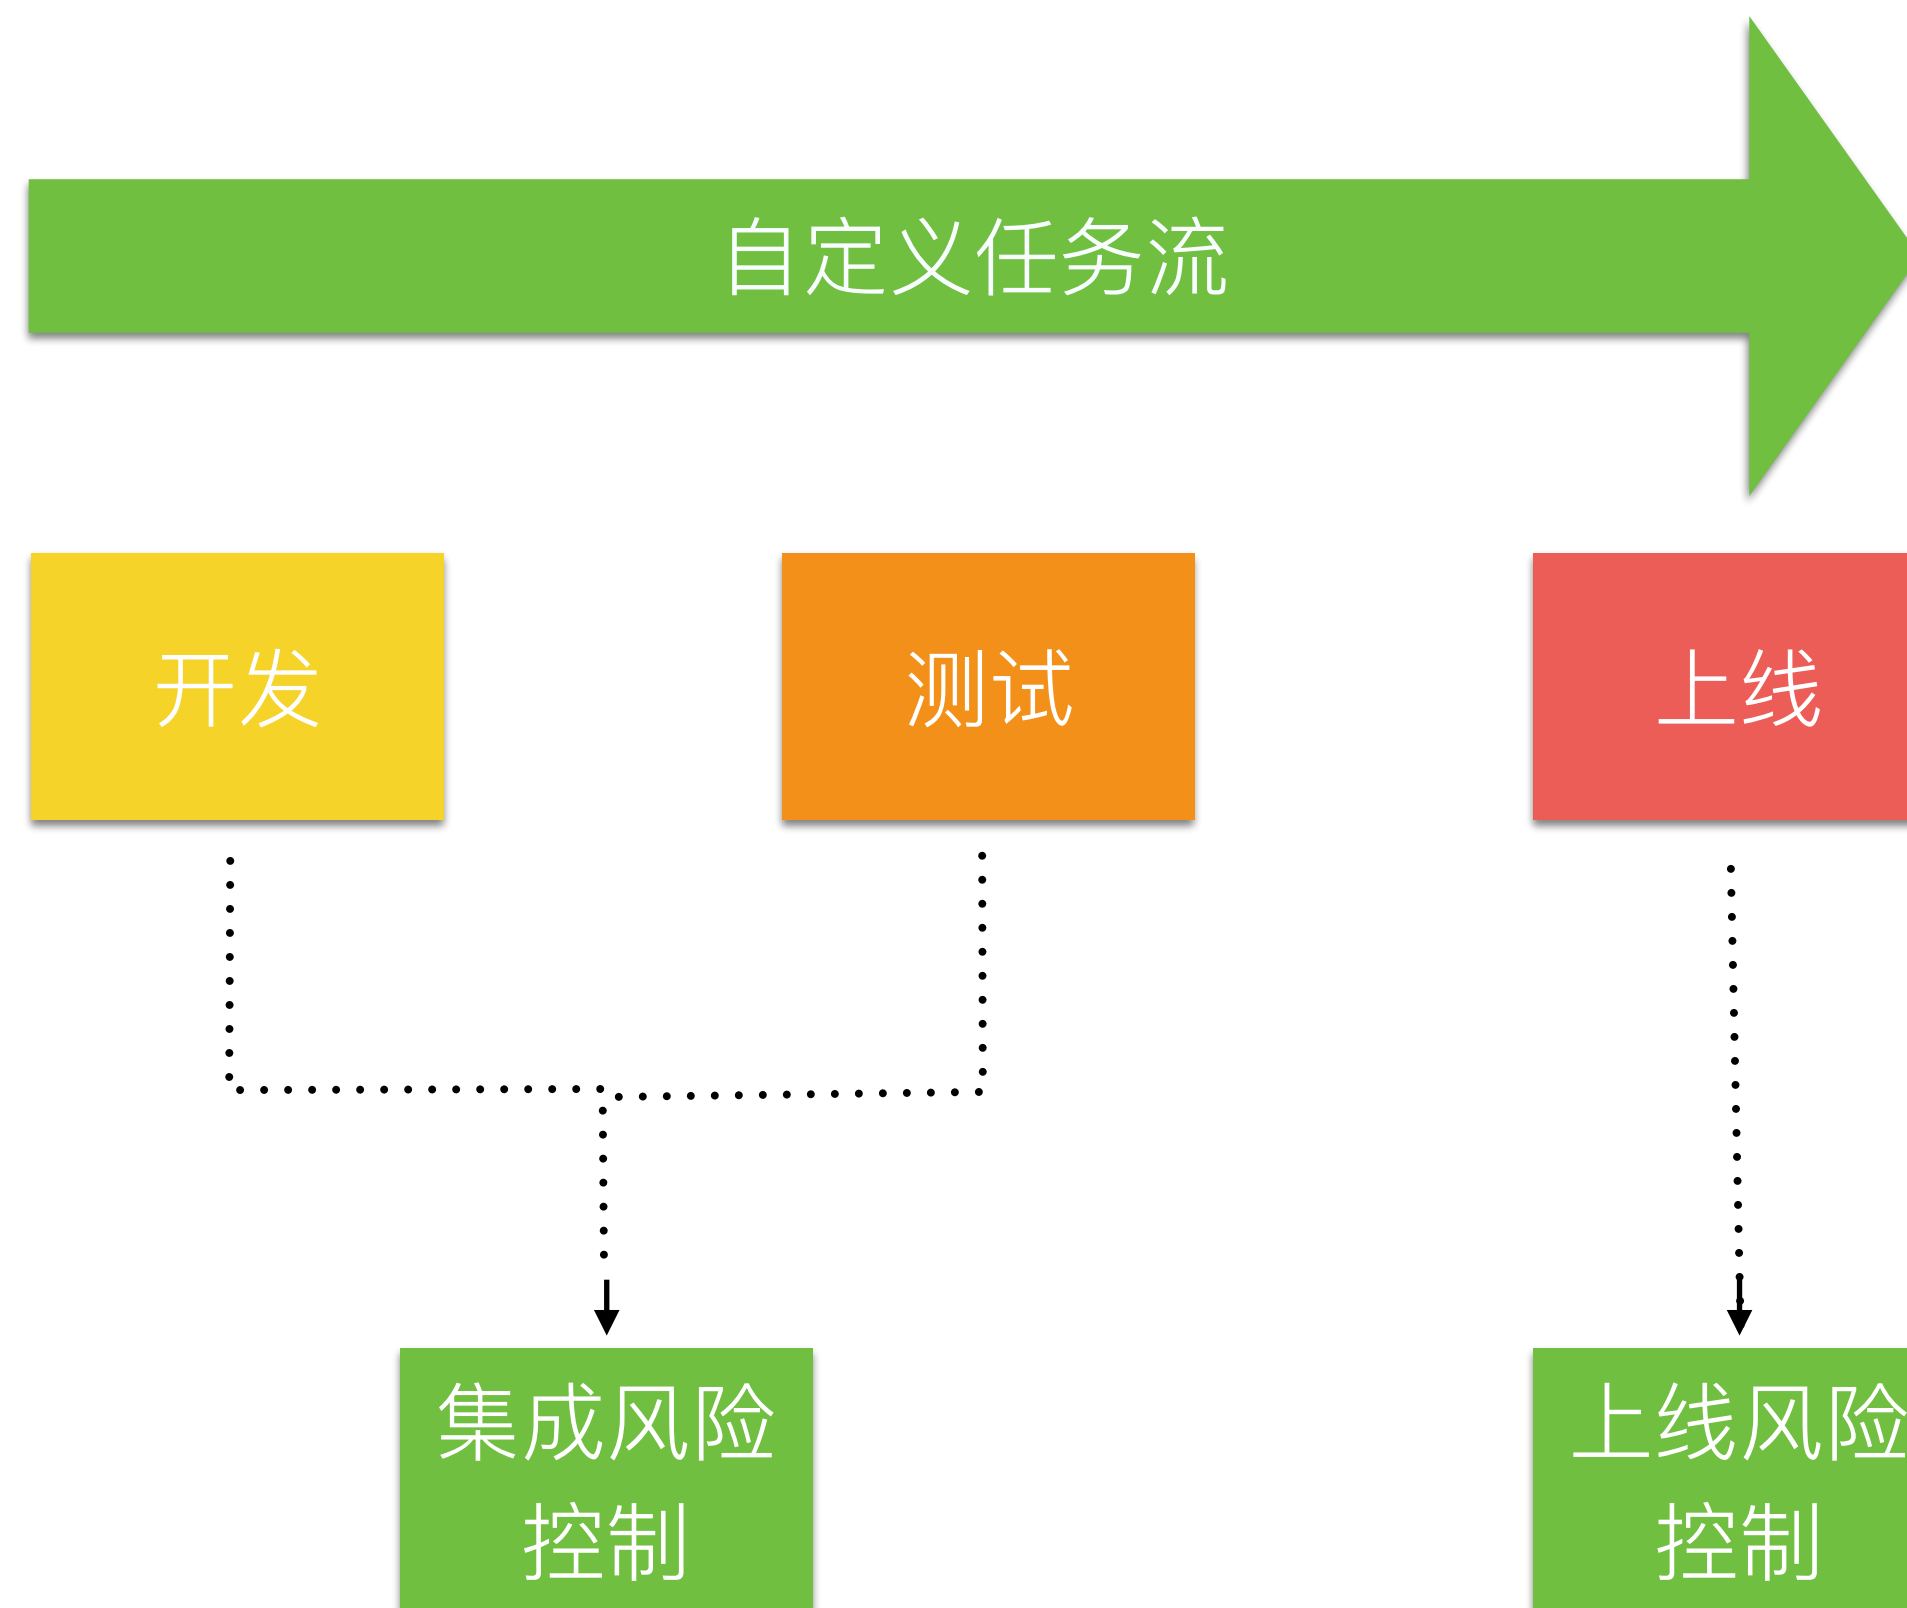 自定义任务流
开发
测试
上线
集成风险
控制
上线风险
控制